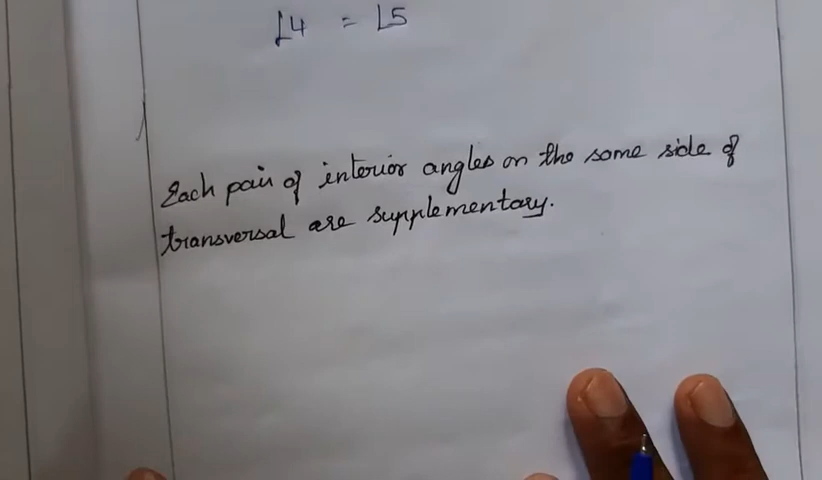 ∠4 = ∠5
Each pair of interior angles on the same side of
transversal are supplementary.